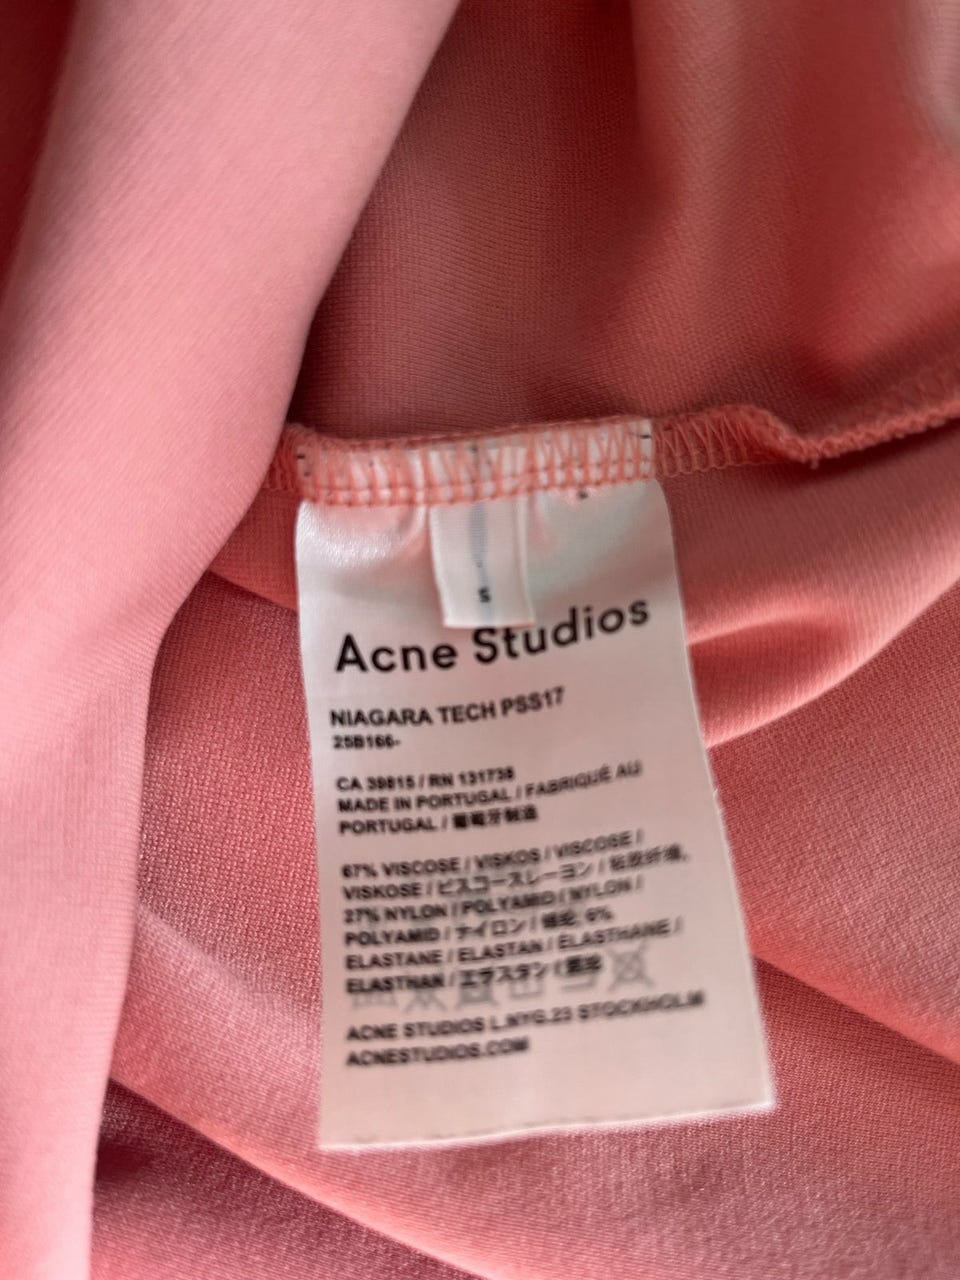 S
Acne Studios
NIAGARA TECH PSS17
25B166-
CA 39815 / RN 131738
MADE IN PORTUGAL / FABRIQUÉ AU
PORTUGAL / 葡萄牙制造
67% VISCOSE / VISKOS / VISCOSE /
VISKOSE / ビスコースレーヨン / 粘胶纤维,
27% NYLON / POLYAMID / NYLON /
POLYAMID / ナイロン / 锦纶, 6%
ELASTANE / ELASTAN / ELASTHANE /
ELASTHAN / エラスタン / 氨纶
ACNE STUDIOS L.NYG.23 STOCKHOLM
ACNESTUDIOS.COM